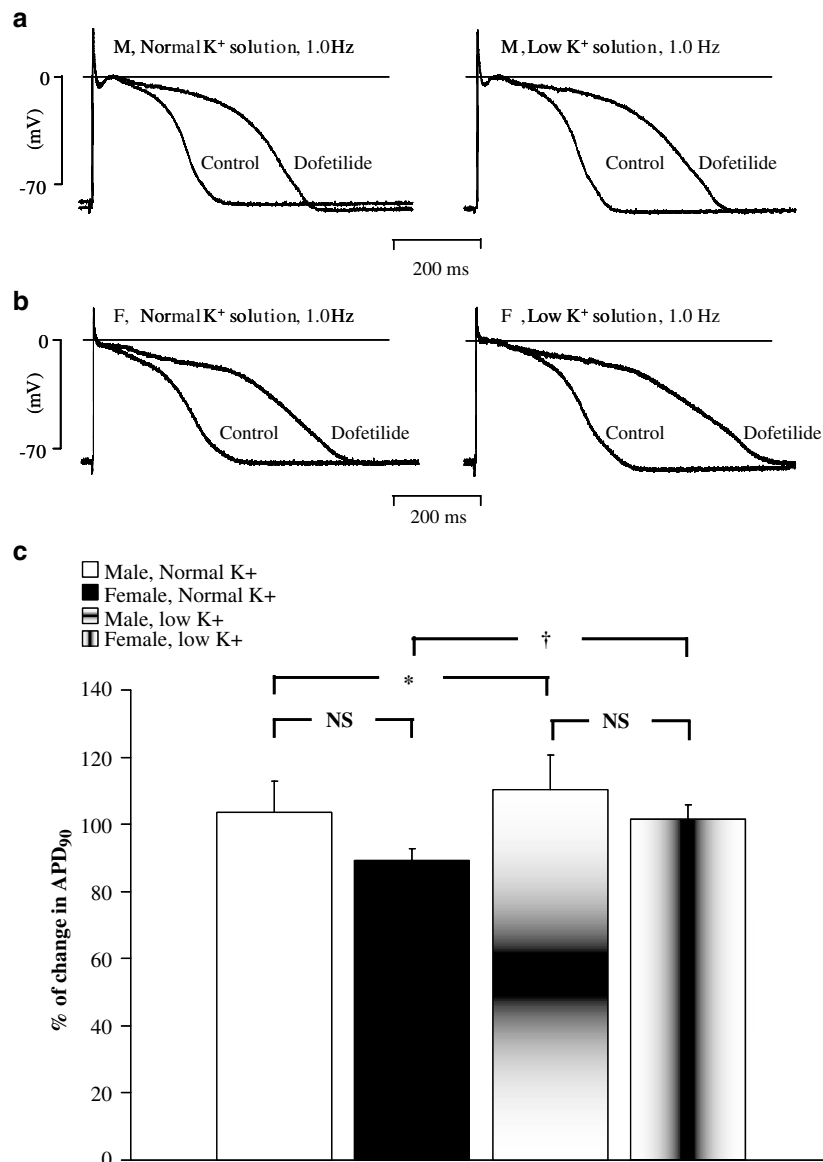 a
M, Normal K+ solution, 1.0Hz
M ,Low K+ solution, 1.0 Hz
0
(mV)
-70
Control
Dofetilide
Control
Dofetilide
200 ms
b
F, Normal K+ solution, 1.0Hz
F ,Low K+ solution, 1.0 Hz
0
(mV)
-70
Control
Dofetilide
Control
Dofetilide
200 ms
c
Male, Normal K+
Female, Normal K+
Male, low K+
Female, low K+
†
*
NS
NS
% of change in APD90
140
120
100
80
60
40
20
0